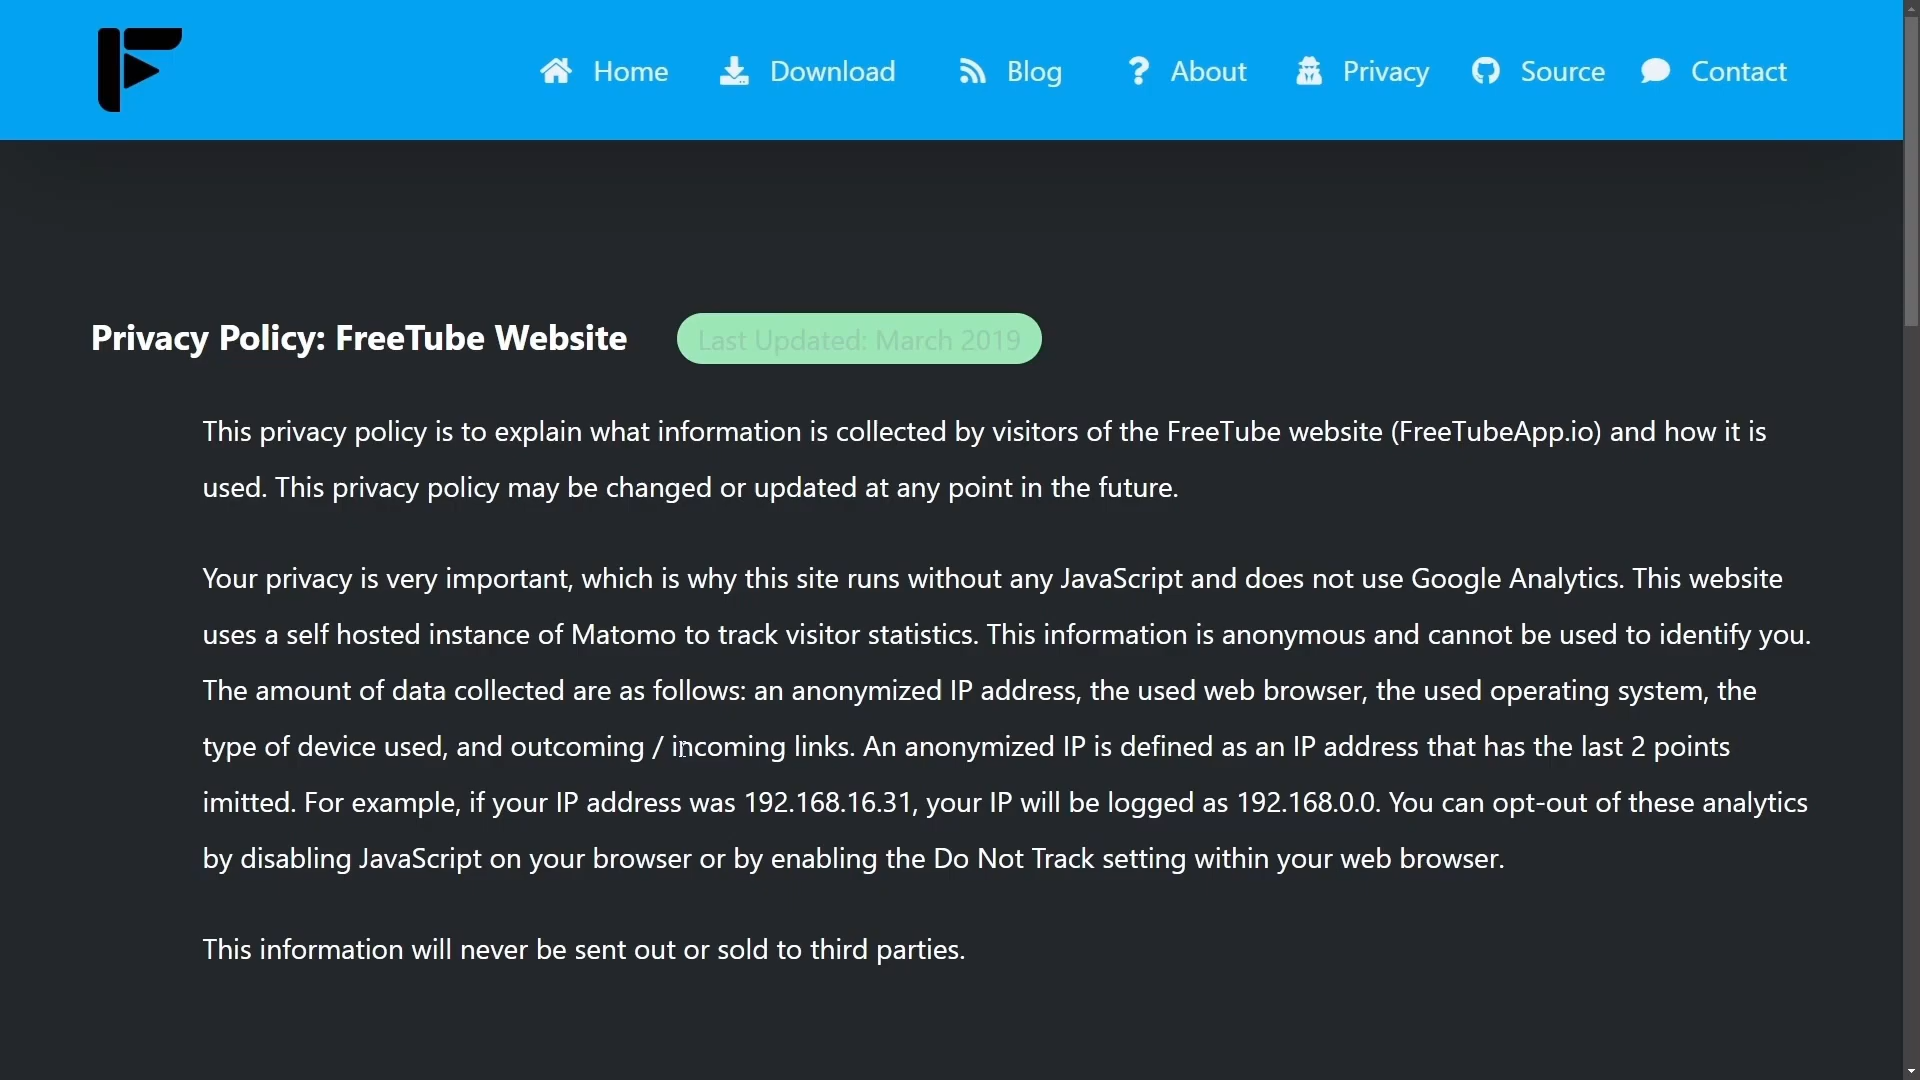 Home Download Blog About Privacy Source Contact
Privacy Policy: FreeTube Website Last Updated: March 2019
This privacy policy is to explain what information is collected by visitors of the FreeTube website (FreeTubeApp.io) and how it is
used. This privacy policy may be changed or updated at any point in the future.
Your privacy is very important, which is why this site runs without any JavaScript and does not use Google Analytics. This website
uses a self hosted instance of Matomo to track visitor statistics. This information is anonymous and cannot be used to identify you.
The amount of data collected are as follows: an anonymized IP address, the used web browser, the used operating system, the
type of device used, and outcoming / incoming links. An anonymized IP is defined as an IP address that has the last 2 points
imitted. For example, if your IP address was 192.168.16.31, your IP will be logged as 192.168.0.0. You can opt-out of these analytics
by disabling JavaScript on your browser or by enabling the Do Not Track setting within your web browser.
This information will never be sent out or sold to third parties.